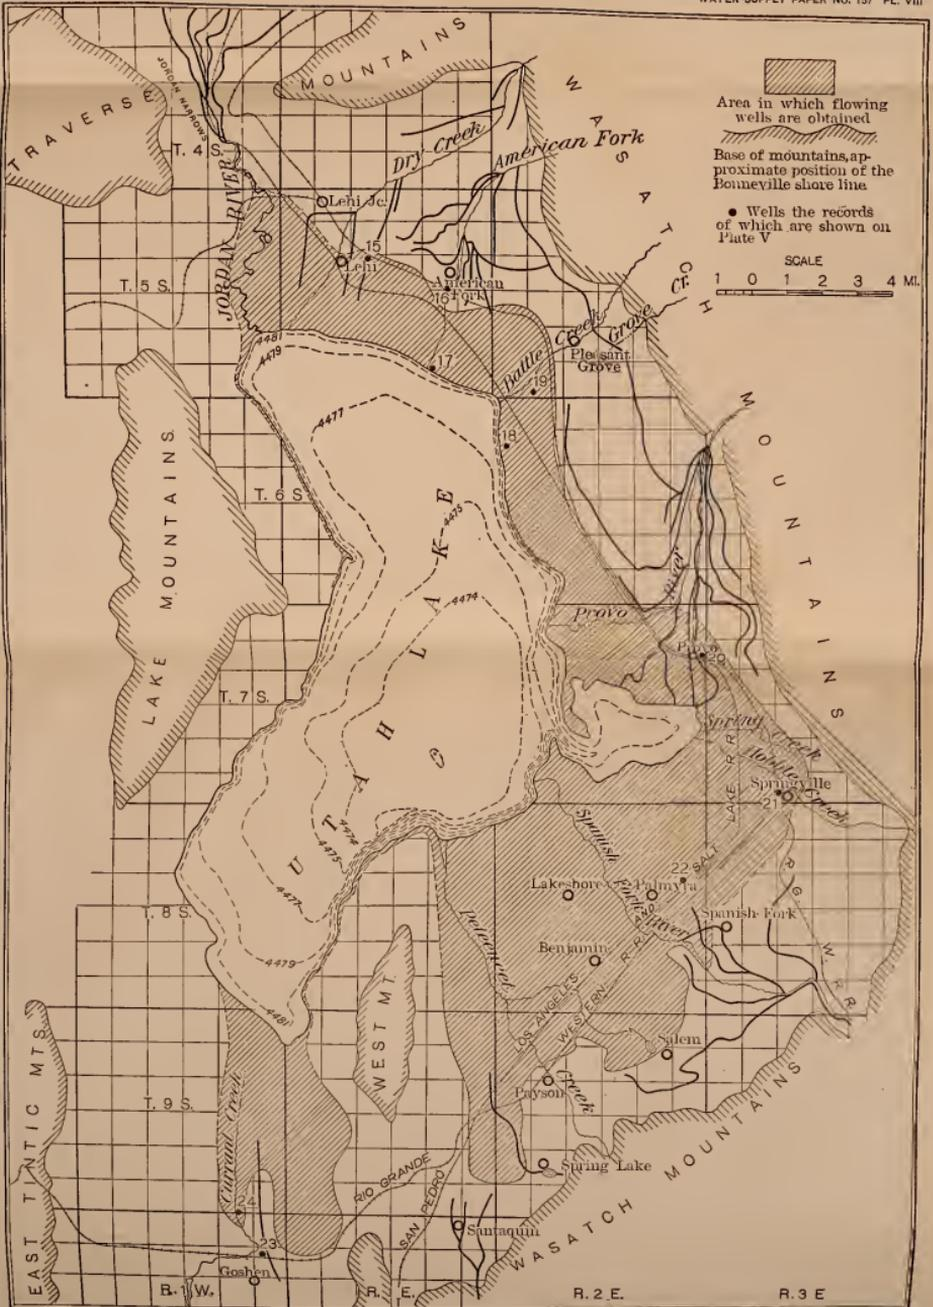 WATER SUPPLY PAPER NO. 157 PL. VIII
MOUNTAINS
TRAVERSE
JORDAN NARROWS
WASATCH MOUNTAINS
Area in which flowing
wells are obtained
Base of mountains, ap-
proximate position of the
Bonneville shore line
● Wells the records
of which are shown on
Plate V
SCALE
1 0 1 2 3 4 MI.
T. 4 S.
Dry Creek
American Fork
JORDAN RIVER
Lehi Jc.
15
Lehi
American
Fork
16
T. 5 S.
Grove Cr.
Battle Creek
Pleasant
Grove
4481
4479
17
19
4477
18
T. 6 S
4475
LAKE MOUNTAINS
UTAH LAKE
4474
Provo River
Provo
20
T. 7 S.
Spring Creek
Hobble Creek
LAKE R R
Springville
21
4474
4475
Spanish Fork River
22
SALT
Lakeshore
Palmyra
4477
T. 8 S.
Spanish Fork
R. G. W. R R
Peteetneet Creek
Benjamin
4479
LOS ANGELES
WESTERN R. R.
4481
WEST MT.
Salem
EAST TINTIC MTS.
T. 9 S.
Payson
Currant Creek
Spring Lake
RIO GRANDE
SAN PEDRO
WASATCH MOUNTAINS
24
Santaquin
23
Goshen
R. 1 W.
R. E.
R. 2 E.
R. 3 E